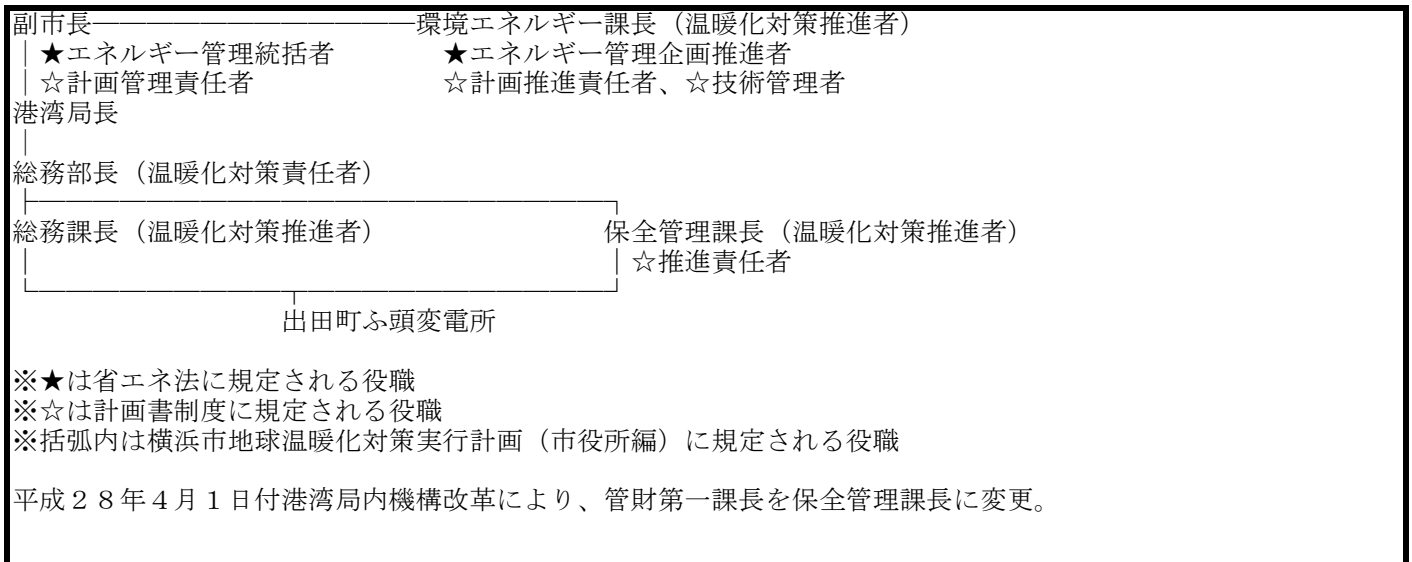 副市長――――――――――――環境エネルギー課長(温暖化対策推進者)
│★エネルギー管理統括者 ★エネルギー管理企画推進者
│☆計画管理責任者 ☆計画推進責任者、☆技術管理者
港湾局長
│
総務部長(温暖化対策責任者)
├―――――――――――――――――――――┐
総務課長(温暖化対策推進者) 保全管理課長(温暖化対策推進者)
│ │☆推進責任者
└――――――――――┬―――――――――――┘
出田町ふ頭変電所
※★は省エネ法に規定される役職
※☆は計画書制度に規定される役職
※括弧内は横浜市地球温暖化対策実行計画(市役所編)に規定される役職
平成28年4月1日付港湾局内機構改革により、管財第一課長を保全管理課長に変更。